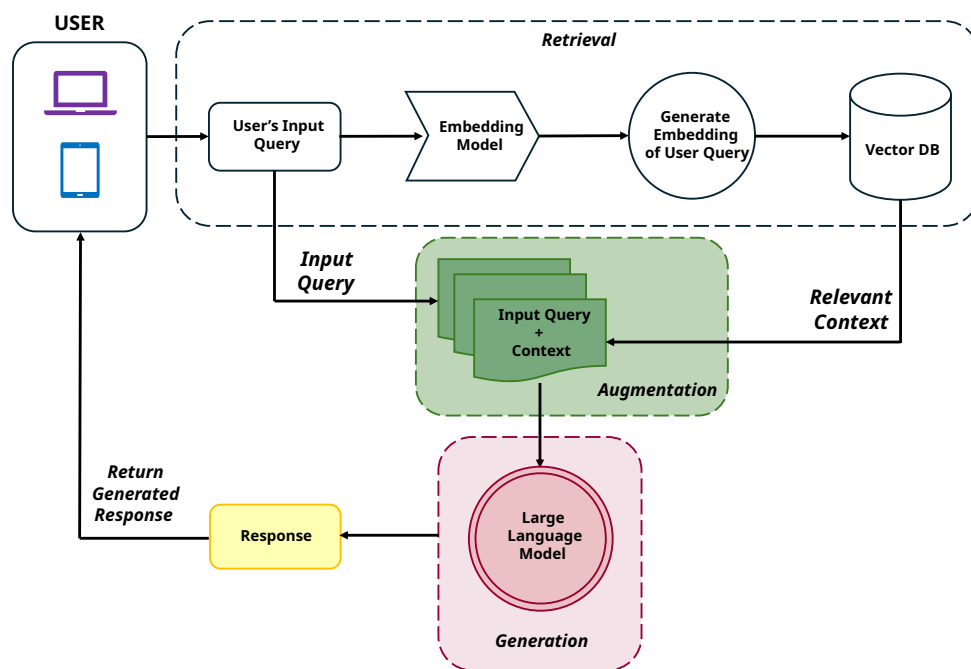 USER
Retrieval
User's Input
Query
Embedding
Model
Generate
Embedding
of User Query
Vector DB
Input
Query
Relevant
Context
Input Query
+
Context
Augmentation
Return
Generated
Response
Response
Large
Language
Model
Generation